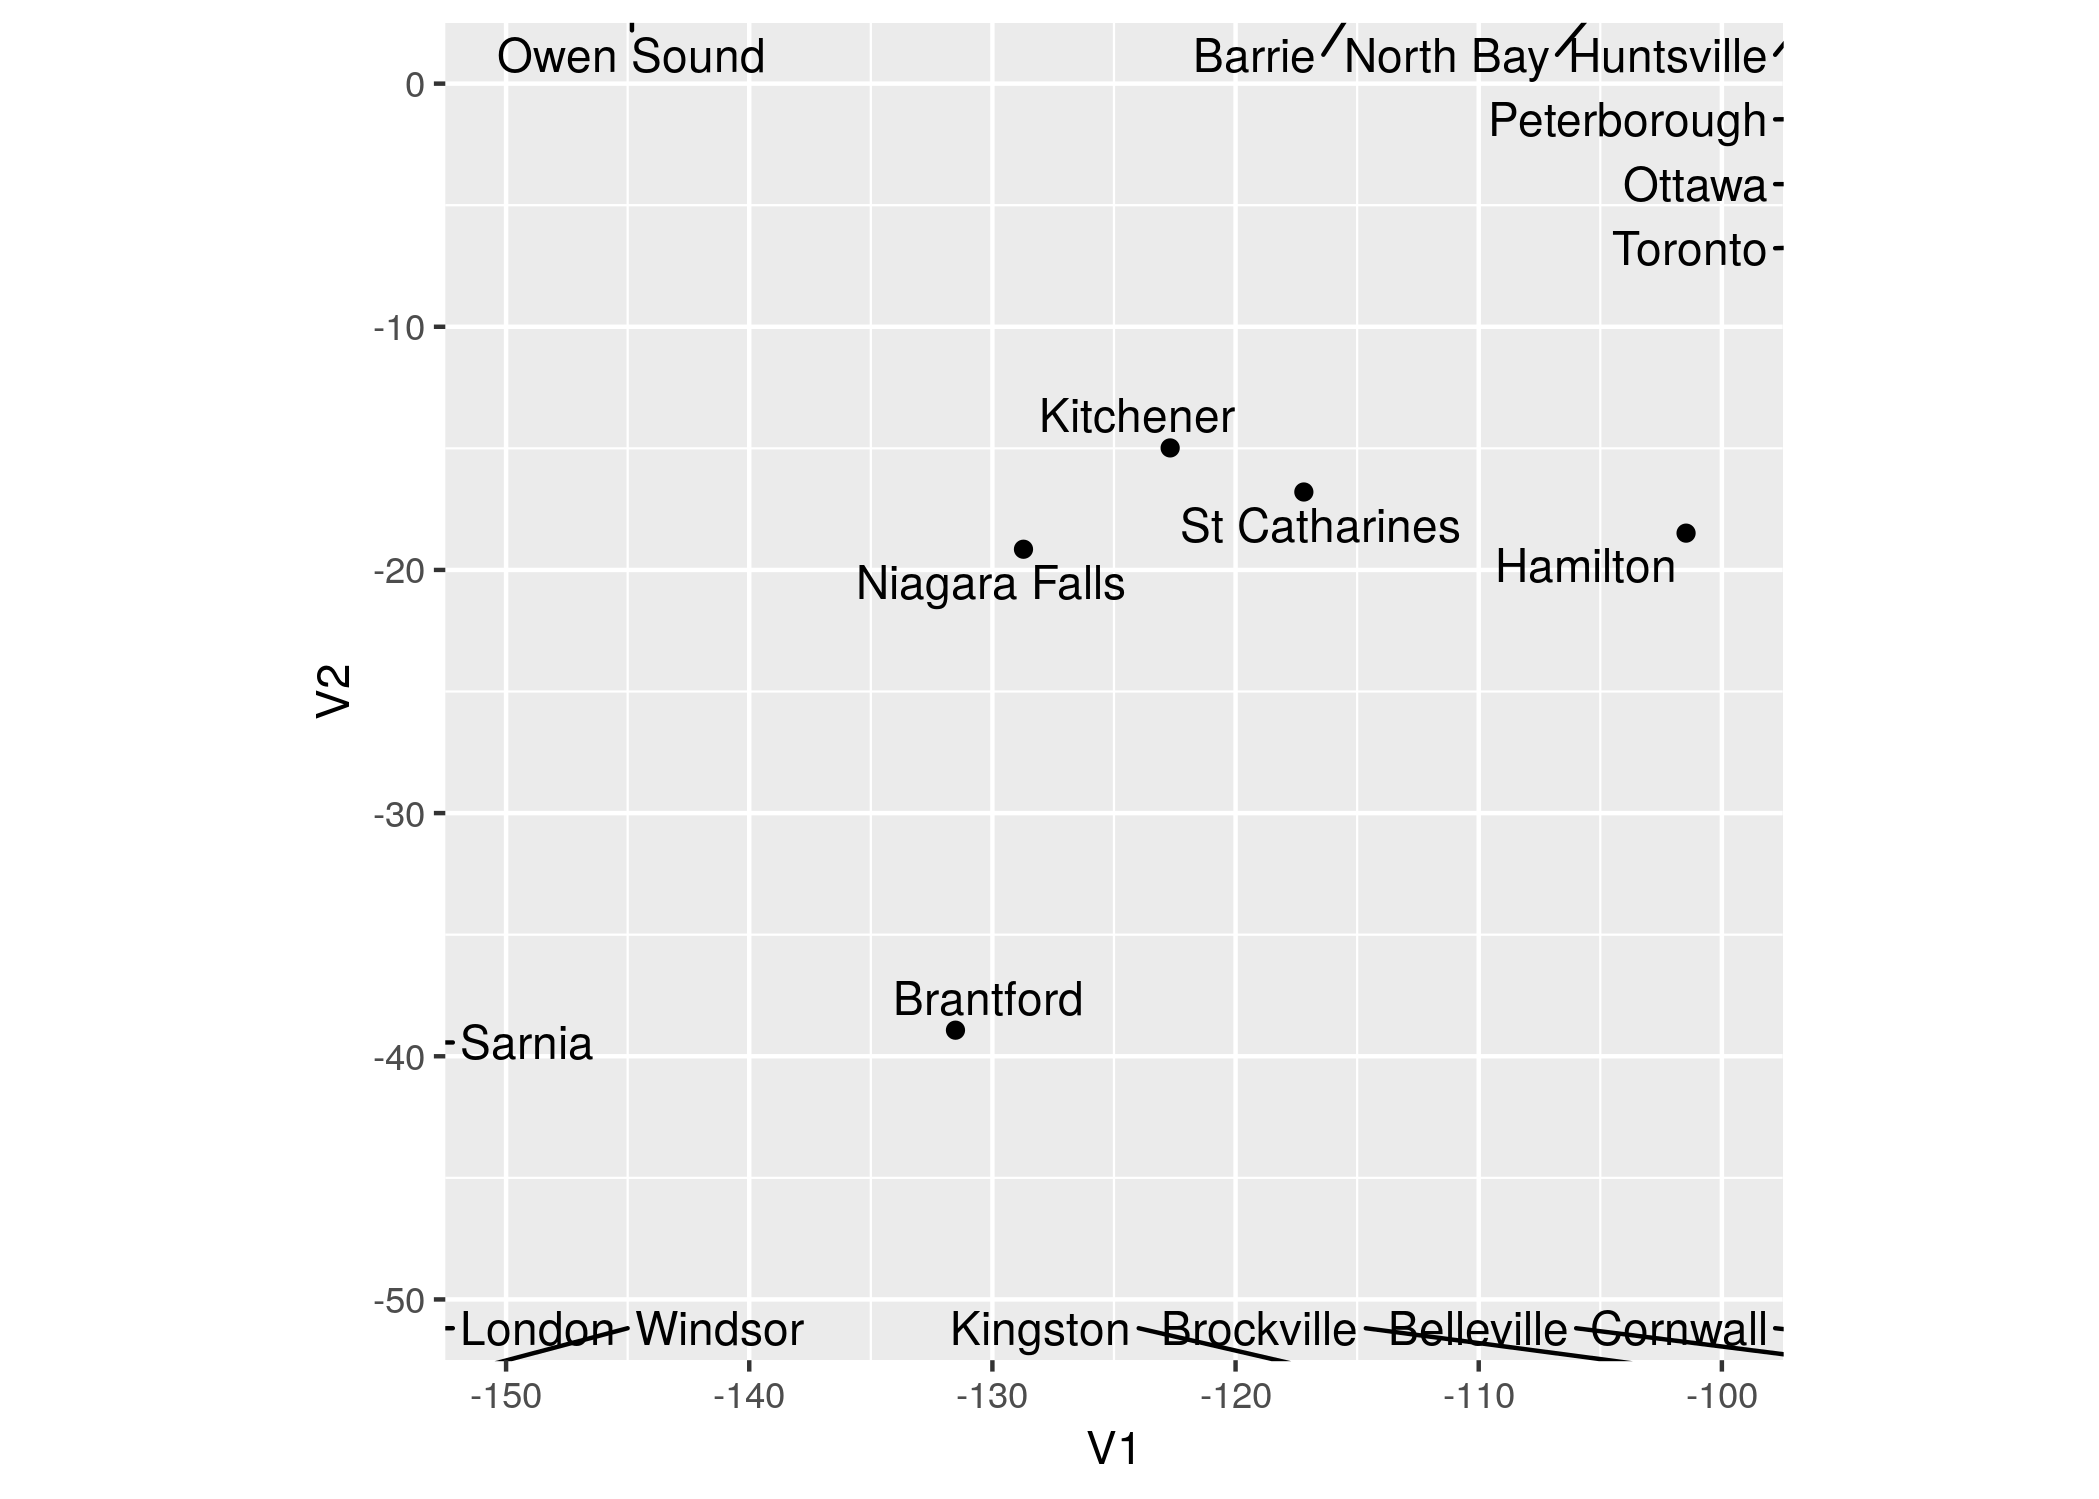 Owen Sound
Barrie
North Bay
Huntsville
0
Peterborough
Ottawa
Toronto
-10
Kitchener
St Catharines
Hamilton
-20
Niagara Falls
V2
-30
Brantford
Sarnia
-40
-50
London
Windsor
Kingston
Brockville
Belleville
Cornwall
-150 -140 -130 -120 -110 -100
V1